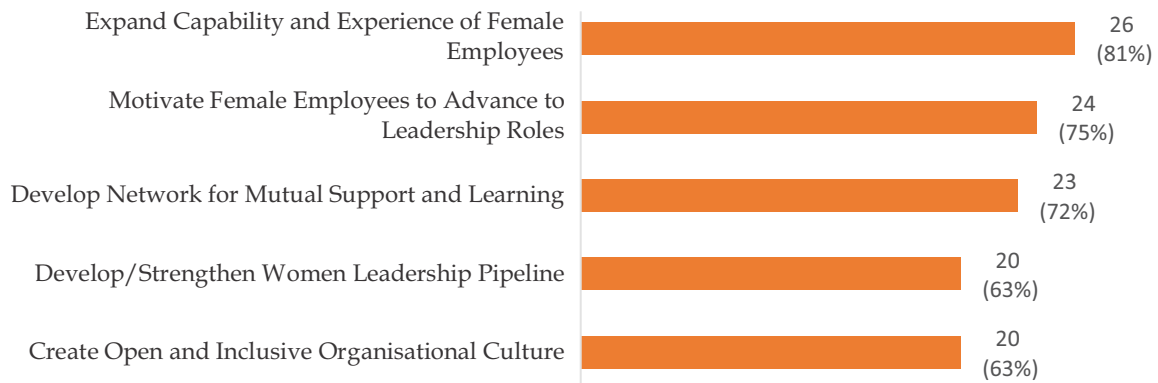 Expand Capability and Experience of Female
Employees
26
(81%)
Motivate Female Employees to Advance to
Leadership Roles
24
(75%)
Develop Network for Mutual Support and Learning
23
(72%)
Develop/Strengthen Women Leadership Pipeline
20
(63%)
Create Open and Inclusive Organisational Culture
20
(63%)